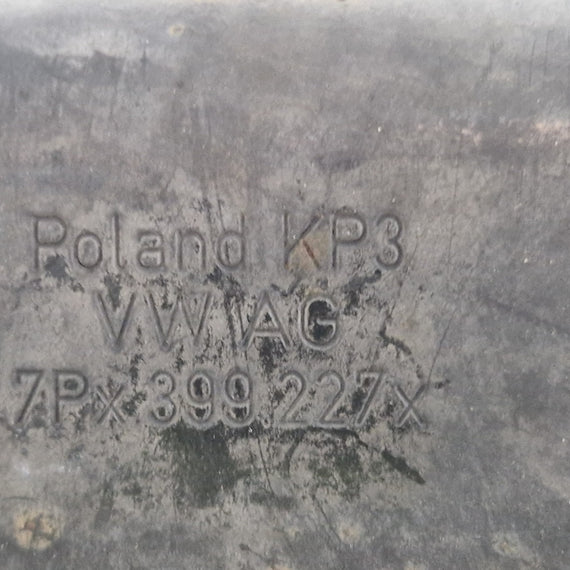 Poland KP3
VW AG
7Px 399.227x